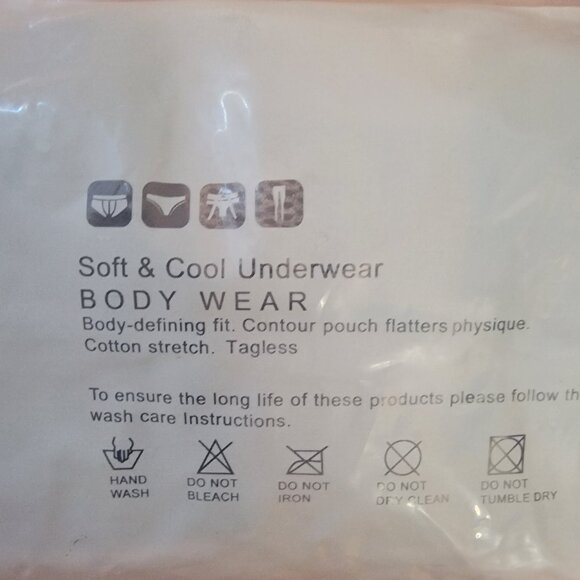 Soft & Cool Underwear
BODY WEAR
Body-defining fit. Contour pouch flatters physique.
Cotton stretch. Tagless
To ensure the long life of these products please follow th
wash care Instructions.
HAND WASH
DO NOT BLEACH
DO NOT IRON
DO NOT DRY CLEAN
DO NOT TUMBLE DRY